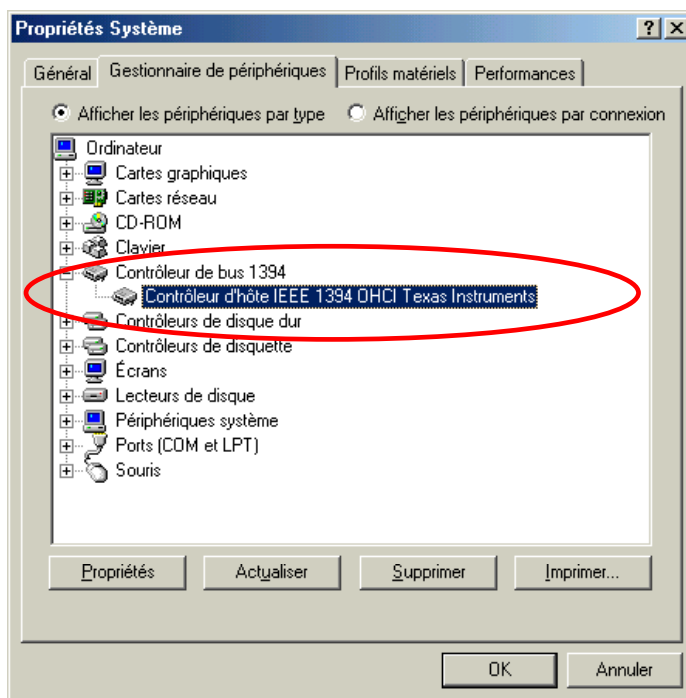 Propriétés Système
Général Gestionnaire de périphériques Profils matériels Performances
Afficher les périphériques par type Afficher les périphériques par connexion
Ordinateur
Cartes graphiques
Cartes réseau
CD-ROM
Clavier
Contrôleur de bus 1394
Contrôleur d'hôte IEEE 1394 OHCI Texas Instruments
Contrôleurs de disque dur
Contrôleurs de disquette
Écrans
Lecteurs de disque
Périphériques système
Ports (COM et LPT)
Souris
Propriétés Actualiser Supprimer Imprimer...
OK Annuler